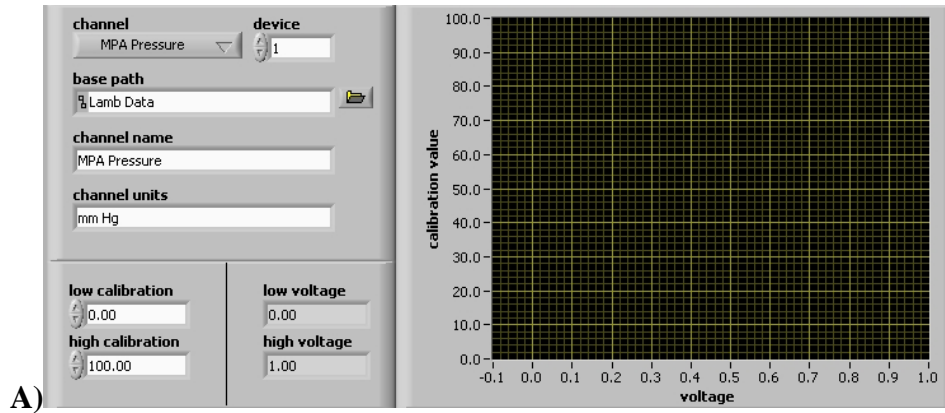 channel device
MPA Pressure 1
base path
Lamb Data
channel name
MPA Pressure
channel units
mm Hg
low calibration low voltage
0.00 0.00
high calibration high voltage
100.00 1.00
100.0
90.0
80.0
70.0
60.0
50.0
40.0
30.0
20.0
10.0
0.0
calibration value
-0.1 0.0 0.1 0.2 0.3 0.4 0.5 0.6 0.7 0.8 0.9 1.0
voltage
A)